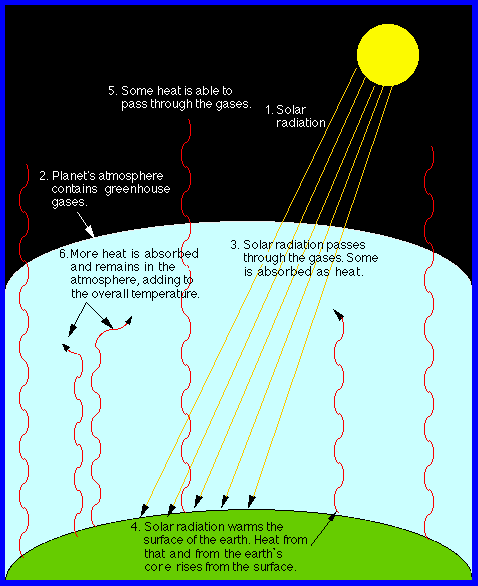 1. Solar
radiation
2. Planet's atmosphere
contains greenhouse
gases.
3. Solar radiation passes
through the gases. Some
is absorbed as heat.
4. Solar radiation warms the
surface of the earth. Heat from
that and from the earth's
core rises from the surface.
5. Some heat is able to
pass through the gases.
6. More heat is absorbed
and remains in the
atmosphere, adding to
the overall temperature.